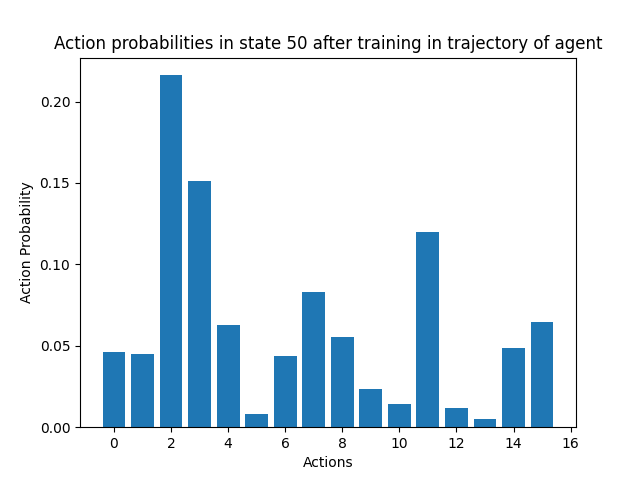 Action probabilities in state 50 after training in trajectory of agent
0.20
0.15
0.10
0.05
0.00
Action Probability
0 2 4 6 8 10 12 14 16
Actions